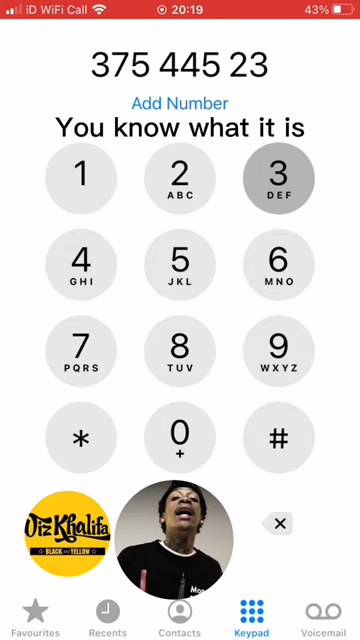 iD WiFi Call 20:19 43%
375 445 23
Add Number
You know what it is
1 2 3
ABC DEF
4 5 6
GHI JKL MNO
7 8 9
PQRS TUV WXYZ
* 0 #
+
Wiz Khalifa
BLACK AND YELLOW
Favourites Recents Contacts Keypad Voicemail